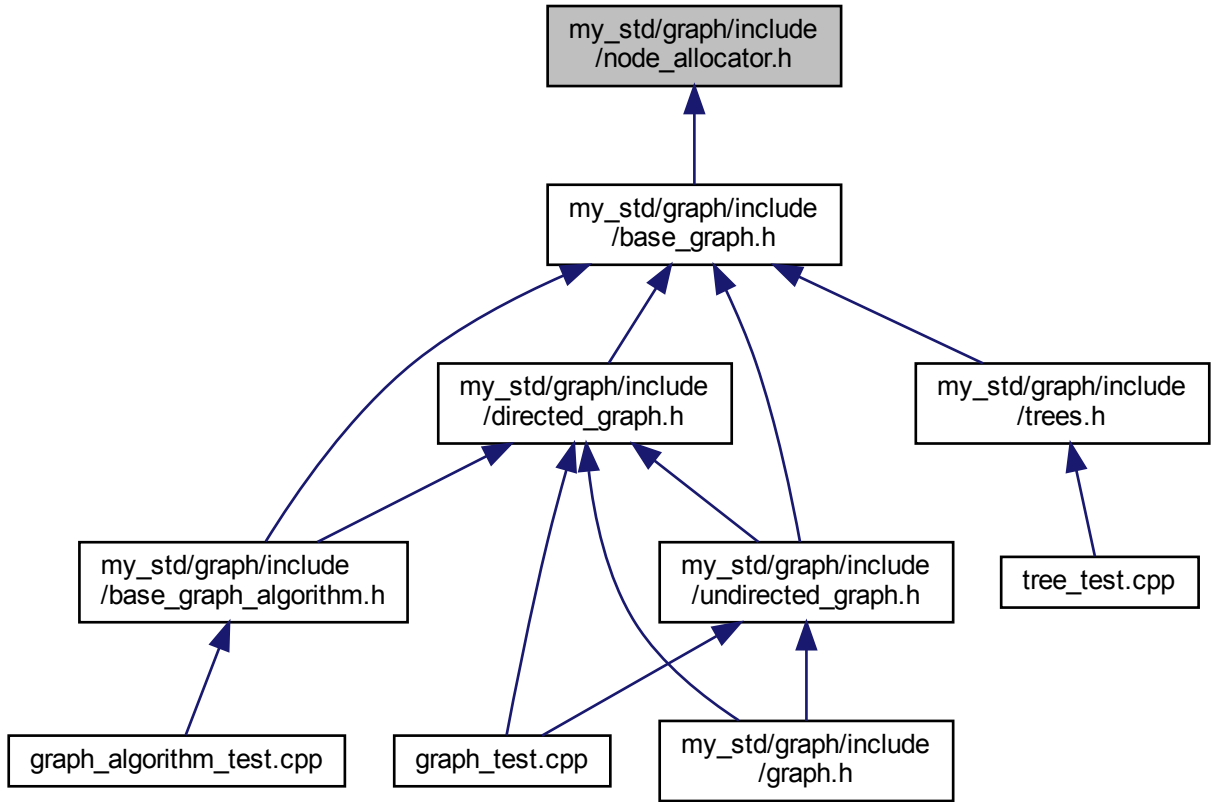 my_std/graph/include
/node_allocator.h
my_std/graph/include
/base_graph.h
my_std/graph/include
/directed_graph.h
my_std/graph/include
/trees.h
my_std/graph/include
/base_graph_algorithm.h
my_std/graph/include
/undirected_graph.h
tree_test.cpp
graph_algorithm_test.cpp
graph_test.cpp
my_std/graph/include
/graph.h